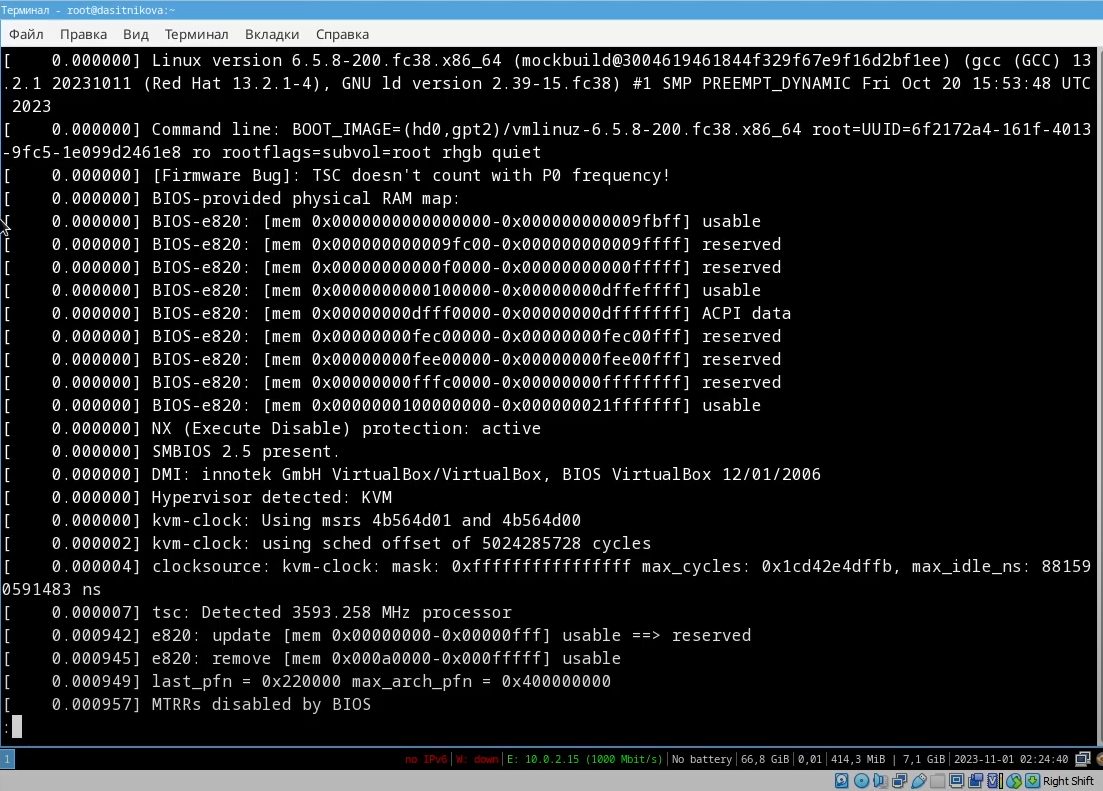 Терминал - root@dasitnikova:~
Файл Правка Вид Терминал Вкладки Справка
[    0.000000] Linux version 6.5.8-200.fc38.x86_64 (mockbuild@3004619461844f329f67e9f16d2bf1ee) (gcc (GCC) 13
.2.1 20231011 (Red Hat 13.2.1-4), GNU ld version 2.39-15.fc38) #1 SMP PREEMPT_DYNAMIC Fri Oct 20 15:53:48 UTC
 2023
[    0.000000] Command line: BOOT_IMAGE=(hd0,gpt2)/vmlinuz-6.5.8-200.fc38.x86_64 root=UUID=6f2172a4-161f-4013
-9fc5-1e099d2461e8 ro rootflags=subvol=root rhgb quiet
[    0.000000] [Firmware Bug]: TSC doesn't count with P0 frequency!
[    0.000000] BIOS-provided physical RAM map:
[    0.000000] BIOS-e820: [mem 0x0000000000000000-0x000000000009fbff] usable
[    0.000000] BIOS-e820: [mem 0x000000000009fc00-0x000000000009ffff] reserved
[    0.000000] BIOS-e820: [mem 0x00000000000f0000-0x00000000000fffff] reserved
[    0.000000] BIOS-e820: [mem 0x0000000000100000-0x00000000dffeffff] usable
[    0.000000] BIOS-e820: [mem 0x00000000dfff0000-0x00000000dfffffff] ACPI data
[    0.000000] BIOS-e820: [mem 0x00000000fec00000-0x00000000fec00fff] reserved
[    0.000000] BIOS-e820: [mem 0x00000000fee00000-0x00000000fee00fff] reserved
[    0.000000] BIOS-e820: [mem 0x00000000fffc0000-0x00000000ffffffff] reserved
[    0.000000] BIOS-e820: [mem 0x0000000100000000-0x000000021fffffff] usable
[    0.000000] NX (Execute Disable) protection: active
[    0.000000] SMBIOS 2.5 present.
[    0.000000] DMI: innotek GmbH VirtualBox/VirtualBox, BIOS VirtualBox 12/01/2006
[    0.000000] Hypervisor detected: KVM
[    0.000000] kvm-clock: Using msrs 4b564d01 and 4b564d00
[    0.000002] kvm-clock: using sched offset of 5024285728 cycles
[    0.000004] clocksource: kvm-clock: mask: 0xffffffffffffffff max_cycles: 0x1cd42e4dffb, max_idle_ns: 88159
0591483 ns
[    0.000007] tsc: Detected 3593.258 MHz processor
[    0.000942] e820: update [mem 0x00000000-0x00000fff] usable ==> reserved
[    0.000945] e820: remove [mem 0x000a0000-0x000fffff] usable
[    0.000949] last_pfn = 0x220000 max_arch_pfn = 0x400000000
[    0.000957] MTRRs disabled by BIOS
:
1 no IPv6 | W: down | E: 10.0.2.15 (1000 Mbit/s) | No battery | 66,8 GiB | 0,01 | 414,3 MiB | 7,1 GiB | 2023-11-01 02:24:40
Right Shift